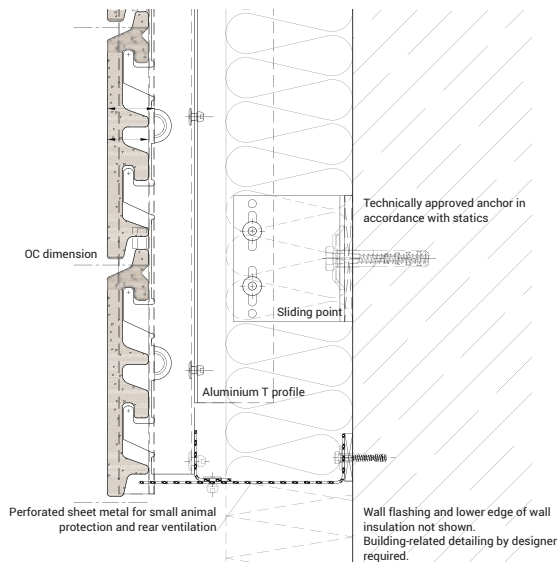 Technically approved anchor in
accordance with statics
OC dimension
Sliding point
Aluminium T profile
Perforated sheet metal for small animal
protection and rear ventilation
Wall flashing and lower edge of wall
insulation not shown.
Building-related detailing by designer
required.